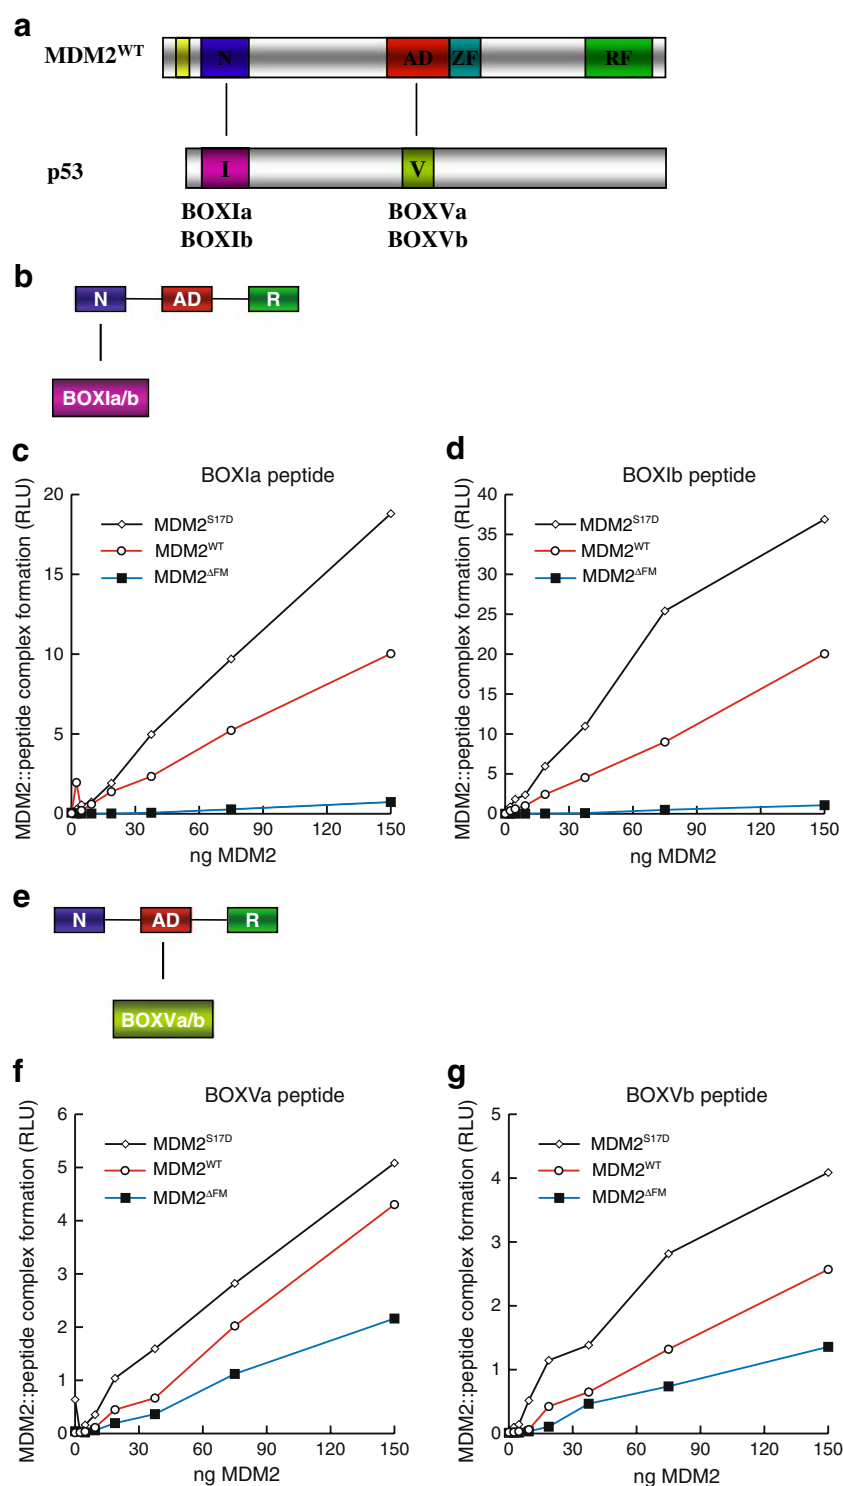 a
MDM2WT
N
AD
ZF
RF
p53
I
V
BOXIa
BOXIb
BOXVa
BOXVb
b
N
AD
R
BOXIa/b
c
BOXIa peptide
MDM2::peptide complex formation (RLU)
20
15
10
5
0
MDM2S17D
MDM2WT
MDM2ΔFM
0 30 60 90 120 150
ng MDM2
d
BOXIb peptide
MDM2::peptide complex formation (RLU)
40
35
30
25
20
15
10
5
0
MDM2S17D
MDM2WT
MDM2ΔFM
0 30 60 90 120 150
ng MDM2
e
N
AD
R
BOXVa/b
f
BOXVa peptide
MDM2::peptide complex formation (RLU)
6
5
4
3
2
1
0
MDM2S17D
MDM2WT
MDM2ΔFM
0 30 60 90 120 150
ng MDM2
g
BOXVb peptide
MDM2::peptide complex formation (RLU)
5
4
3
2
1
0
MDM2S17D
MDM2WT
MDM2ΔFM
0 30 60 90 120 150
ng MDM2